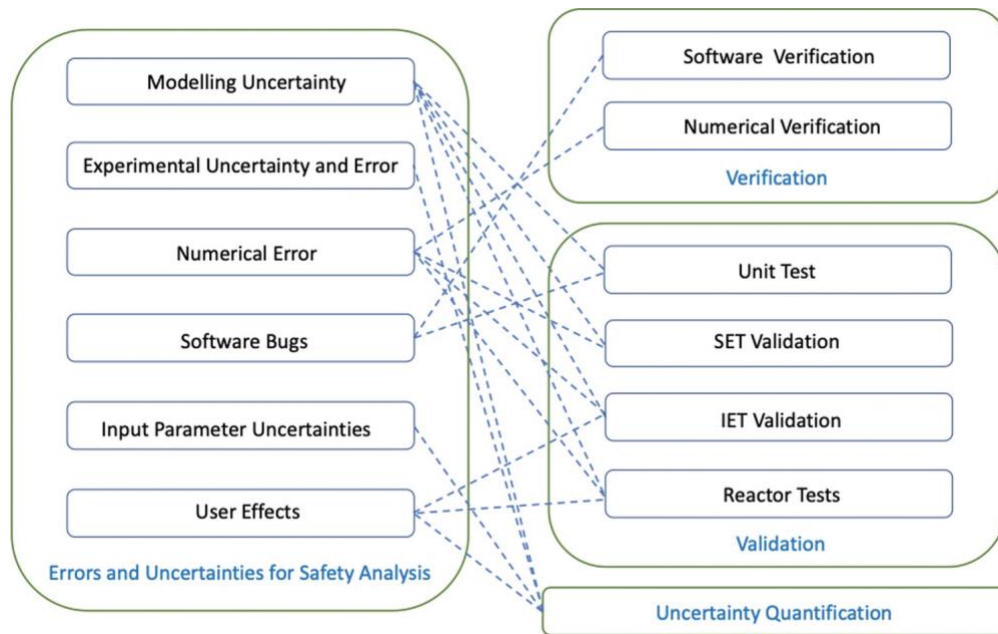 Modelling Uncertainty
Experimental Uncertainty and Error
Numerical Error
Software Bugs
Input Parameter Uncertainties
User Effects
Errors and Uncertainties for Safety Analysis
Software Verification
Numerical Verification
Verification
Unit Test
SET Validation
IET Validation
Reactor Tests
Validation
Uncertainty Quantification